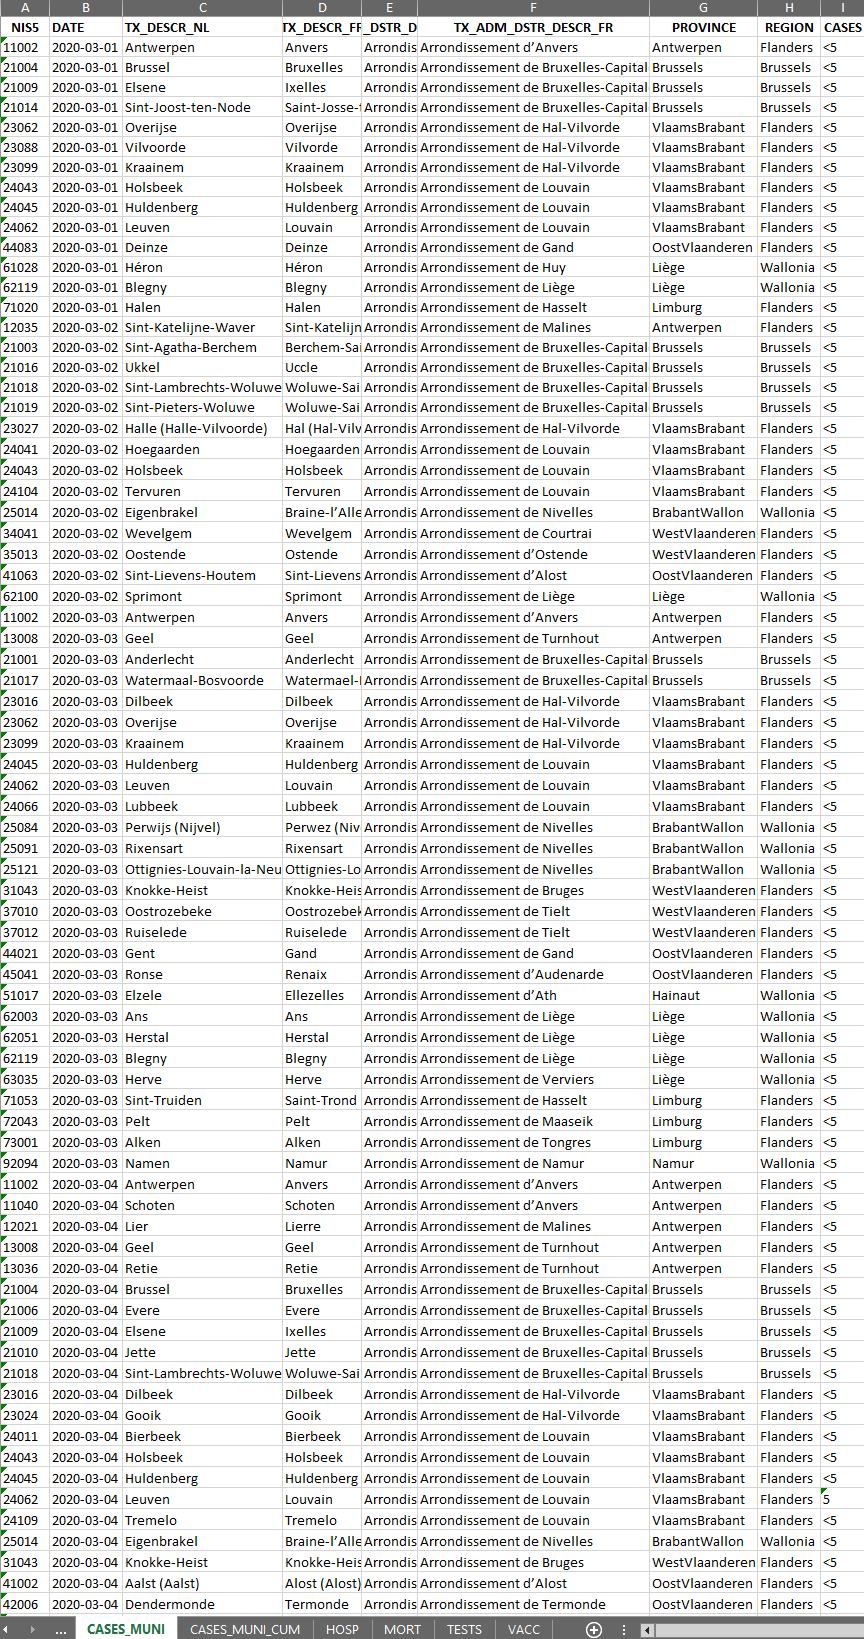 A B C D E F G H I
NIS5 DATE TX_DESCR_NL TX_DESCR_FR _DSTR_D TX_ADM_DSTR_DESCR_FR PROVINCE REGION CASES
11002 2020-03-01 Antwerpen Anvers Arrondis Arrondissement d’Anvers Antwerpen Flanders <5
21004 2020-03-01 Brussel Bruxelles Arrondis Arrondissement de Bruxelles-Capital Brussels Brussels <5
21009 2020-03-01 Elsene Ixelles Arrondis Arrondissement de Bruxelles-Capital Brussels Brussels <5
21014 2020-03-01 Sint-Joost-ten-Node Saint-Josse-t Arrondis Arrondissement de Bruxelles-Capital Brussels Brussels <5
23062 2020-03-01 Overijse Overijse Arrondis Arrondissement de Hal-Vilvorde VlaamsBrabant Flanders <5
23088 2020-03-01 Vilvoorde Vilvorde Arrondis Arrondissement de Hal-Vilvorde VlaamsBrabant Flanders <5
23099 2020-03-01 Kraainem Kraainem Arrondis Arrondissement de Hal-Vilvorde VlaamsBrabant Flanders <5
24043 2020-03-01 Holsbeek Holsbeek Arrondis Arrondissement de Louvain VlaamsBrabant Flanders <5
24045 2020-03-01 Huldenberg Huldenberg Arrondis Arrondissement de Louvain VlaamsBrabant Flanders <5
24062 2020-03-01 Leuven Louvain Arrondis Arrondissement de Louvain VlaamsBrabant Flanders <5
44083 2020-03-01 Deinze Deinze Arrondis Arrondissement de Gand OostVlaanderen Flanders <5
61028 2020-03-01 Héron Héron Arrondis Arrondissement de Huy Liège Wallonia <5
62119 2020-03-01 Blegny Blegny Arrondis Arrondissement de Liège Liège Wallonia <5
71020 2020-03-01 Halen Halen Arrondis Arrondissement de Hasselt Limburg Flanders <5
12035 2020-03-02 Sint-Katelijne-Waver Sint-Katelijn Arrondis Arrondissement de Malines Antwerpen Flanders <5
21003 2020-03-02 Sint-Agatha-Berchem Berchem-Sai Arrondis Arrondissement de Bruxelles-Capital Brussels Brussels <5
21016 2020-03-02 Ukkel Uccle Arrondis Arrondissement de Bruxelles-Capital Brussels Brussels <5
21018 2020-03-02 Sint-Lambrechts-Woluwe Woluwe-Sai Arrondis Arrondissement de Bruxelles-Capital Brussels Brussels <5
21019 2020-03-02 Sint-Pieters-Woluwe Woluwe-Sai Arrondis Arrondissement de Bruxelles-Capital Brussels Brussels <5
23027 2020-03-02 Halle (Halle-Vilvoorde) Hal (Hal-Vilv Arrondis Arrondissement de Hal-Vilvorde VlaamsBrabant Flanders <5
24041 2020-03-02 Hoegaarden Hoegaarden Arrondis Arrondissement de Louvain VlaamsBrabant Flanders <5
24043 2020-03-02 Holsbeek Holsbeek Arrondis Arrondissement de Louvain VlaamsBrabant Flanders <5
24104 2020-03-02 Tervuren Tervuren Arrondis Arrondissement de Louvain VlaamsBrabant Flanders <5
25014 2020-03-02 Eigenbrakel Braine-l’Alle Arrondis Arrondissement de Nivelles BrabantWallon Wallonia <5
34041 2020-03-02 Wevelgem Wevelgem Arrondis Arrondissement de Courtrai WestVlaanderen Flanders <5
35013 2020-03-02 Oostende Ostende Arrondis Arrondissement d’Ostende WestVlaanderen Flanders <5
41063 2020-03-02 Sint-Lievens-Houtem Sint-Lievens Arrondis Arrondissement d’Alost OostVlaanderen Flanders <5
62100 2020-03-02 Sprimont Sprimont Arrondis Arrondissement de Liège Liège Wallonia <5
11002 2020-03-03 Antwerpen Anvers Arrondis Arrondissement d’Anvers Antwerpen Flanders <5
13008 2020-03-03 Geel Geel Arrondis Arrondissement de Turnhout Antwerpen Flanders <5
21001 2020-03-03 Anderlecht Anderlecht Arrondis Arrondissement de Bruxelles-Capital Brussels Brussels <5
21017 2020-03-03 Watermaal-Bosvoorde Watermael-I Arrondis Arrondissement de Bruxelles-Capital Brussels Brussels <5
23016 2020-03-03 Dilbeek Dilbeek Arrondis Arrondissement de Hal-Vilvorde VlaamsBrabant Flanders <5
23062 2020-03-03 Overijse Overijse Arrondis Arrondissement de Hal-Vilvorde VlaamsBrabant Flanders <5
23099 2020-03-03 Kraainem Kraainem Arrondis Arrondissement de Hal-Vilvorde VlaamsBrabant Flanders <5
24045 2020-03-03 Huldenberg Huldenberg Arrondis Arrondissement de Louvain VlaamsBrabant Flanders <5
24062 2020-03-03 Leuven Louvain Arrondis Arrondissement de Louvain VlaamsBrabant Flanders <5
24066 2020-03-03 Lubbeek Lubbeek Arrondis Arrondissement de Louvain VlaamsBrabant Flanders <5
25084 2020-03-03 Perwijs (Nijvel) Perwez (Niv Arrondis Arrondissement de Nivelles BrabantWallon Wallonia <5
25091 2020-03-03 Rixensart Rixensart Arrondis Arrondissement de Nivelles BrabantWallon Wallonia <5
25121 2020-03-03 Ottignies-Louvain-la-Neu Ottignies-Lo Arrondis Arrondissement de Nivelles BrabantWallon Wallonia <5
31043 2020-03-03 Knokke-Heist Knokke-Heis Arrondis Arrondissement de Bruges WestVlaanderen Flanders <5
37010 2020-03-03 Oostrozebeke Oostrozebek Arrondis Arrondissement de Tielt WestVlaanderen Flanders <5
37012 2020-03-03 Ruiselede Ruiselede Arrondis Arrondissement de Tielt WestVlaanderen Flanders <5
44021 2020-03-03 Gent Gand Arrondis Arrondissement de Gand OostVlaanderen Flanders <5
45041 2020-03-03 Ronse Renaix Arrondis Arrondissement d’Audenarde OostVlaanderen Flanders <5
51017 2020-03-03 Elzele Ellezelles Arrondis Arrondissement d’Ath Hainaut Wallonia <5
62003 2020-03-03 Ans Ans Arrondis Arrondissement de Liège Liège Wallonia <5
62051 2020-03-03 Herstal Herstal Arrondis Arrondissement de Liège Liège Wallonia <5
62119 2020-03-03 Blegny Blegny Arrondis Arrondissement de Liège Liège Wallonia <5
63035 2020-03-03 Herve Herve Arrondis Arrondissement de Verviers Liège Wallonia <5
71053 2020-03-03 Sint-Truiden Saint-Trond Arrondis Arrondissement de Hasselt Limburg Flanders <5
72043 2020-03-03 Pelt Pelt Arrondis Arrondissement de Maaseik Limburg Flanders <5
73001 2020-03-03 Alken Alken Arrondis Arrondissement de Tongres Limburg Flanders <5
92094 2020-03-03 Namen Namur Arrondis Arrondissement de Namur Namur Wallonia <5
11002 2020-03-04 Antwerpen Anvers Arrondis Arrondissement d’Anvers Antwerpen Flanders <5
11040 2020-03-04 Schoten Schoten Arrondis Arrondissement d’Anvers Antwerpen Flanders <5
12021 2020-03-04 Lier Lierre Arrondis Arrondissement de Malines Antwerpen Flanders <5
13008 2020-03-04 Geel Geel Arrondis Arrondissement de Turnhout Antwerpen Flanders <5
13036 2020-03-04 Retie Retie Arrondis Arrondissement de Turnhout Antwerpen Flanders <5
21004 2020-03-04 Brussel Bruxelles Arrondis Arrondissement de Bruxelles-Capital Brussels Brussels <5
21006 2020-03-04 Evere Evere Arrondis Arrondissement de Bruxelles-Capital Brussels Brussels <5
21009 2020-03-04 Elsene Ixelles Arrondis Arrondissement de Bruxelles-Capital Brussels Brussels <5
21010 2020-03-04 Jette Jette Arrondis Arrondissement de Bruxelles-Capital Brussels Brussels <5
21018 2020-03-04 Sint-Lambrechts-Woluwe Woluwe-Sai Arrondis Arrondissement de Bruxelles-Capital Brussels Brussels <5
23016 2020-03-04 Dilbeek Dilbeek Arrondis Arrondissement de Hal-Vilvorde VlaamsBrabant Flanders <5
23024 2020-03-04 Gooik Gooik Arrondis Arrondissement de Hal-Vilvorde VlaamsBrabant Flanders <5
24011 2020-03-04 Bierbeek Bierbeek Arrondis Arrondissement de Louvain VlaamsBrabant Flanders <5
24043 2020-03-04 Holsbeek Holsbeek Arrondis Arrondissement de Louvain VlaamsBrabant Flanders <5
24045 2020-03-04 Huldenberg Huldenberg Arrondis Arrondissement de Louvain VlaamsBrabant Flanders <5
24062 2020-03-04 Leuven Louvain Arrondis Arrondissement de Louvain VlaamsBrabant Flanders 5
24109 2020-03-04 Tremelo Tremelo Arrondis Arrondissement de Louvain VlaamsBrabant Flanders <5
25014 2020-03-04 Eigenbrakel Braine-l’Alle Arrondis Arrondissement de Nivelles BrabantWallon Wallonia <5
31043 2020-03-04 Knokke-Heist Knokke-Heis Arrondis Arrondissement de Bruges WestVlaanderen Flanders <5
41002 2020-03-04 Aalst (Aalst) Alost (Alost) Arrondis Arrondissement d’Alost OostVlaanderen Flanders <5
42006 2020-03-04 Dendermonde Termonde Arrondis Arrondissement de Termonde OostVlaanderen Flanders <5
... CASES_MUNI CASES_MUNI_CUM HOSP MORT TESTS VACC